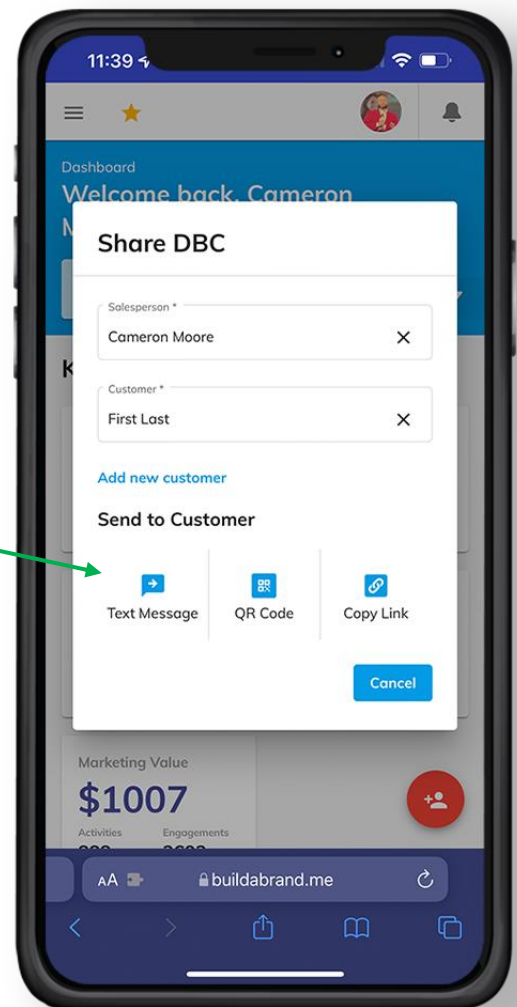 11:39
Dashboard
Welcome back, Cameron
Share DBC
Salesperson *
Cameron Moore
Customer *
First Last
Add new customer
Send to Customer
Text Message
QR Code
Copy Link
Cancel
Marketing Value
$1007
Activities Engagements
AA buildabrand.me